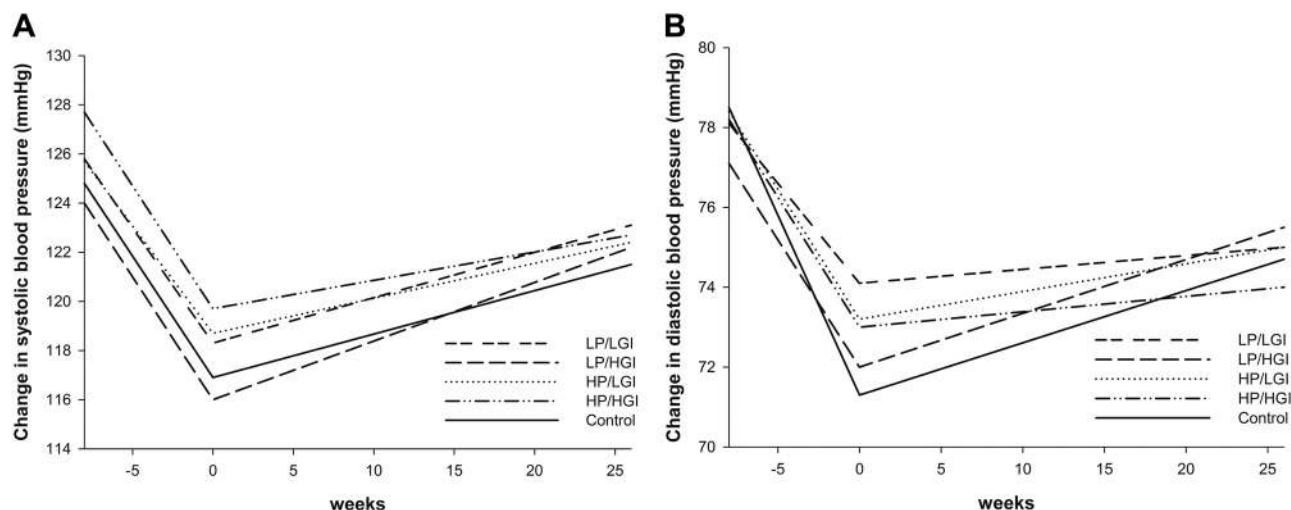 A
Change in systolic blood pressure (mmHg)
130
128
126
124
122
120
118
116
114
-5 0 5 10 15 20 25
weeks
LP/LGI
LP/HGI
HP/LGI
HP/HGI
Control
B
Change in diastolic blood pressure (mmHg)
80
78
76
74
72
70
-5 0 5 10 15 20 25
weeks
LP/LGI
LP/HGI
HP/LGI
HP/HGI
Control